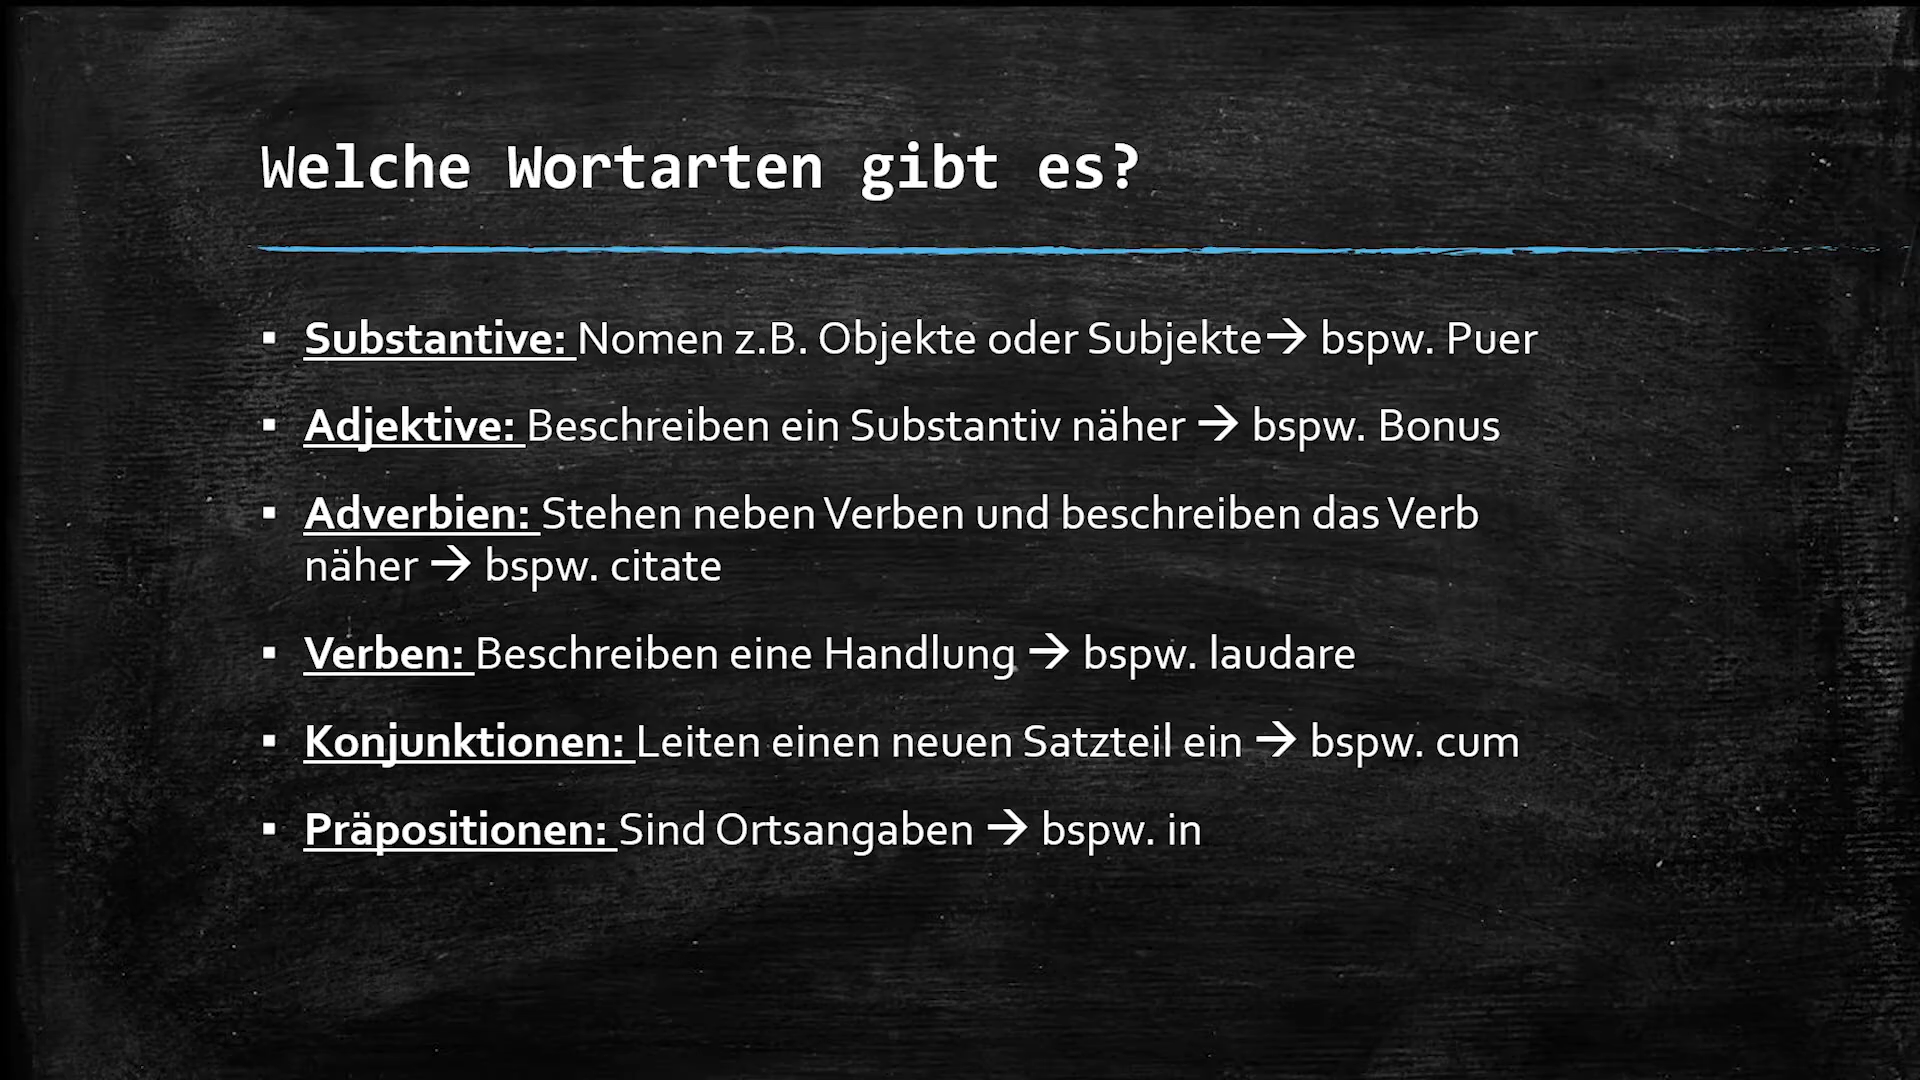 Welche Wortarten gibt es?
▪ Substantive: Nomen z.B. Objekte oder Subjekte→ bspw. Puer
▪ Adjektive: Beschreiben ein Substantiv näher → bspw. Bonus
▪ Adverbien: Stehen neben Verben und beschreiben das Verb
näher → bspw. citate
▪ Verben: Beschreiben eine Handlung → bspw. laudare
▪ Konjunktionen: Leiten einen neuen Satzteil ein → bspw. cum
▪ Präpositionen: Sind Ortsangaben → bspw. in